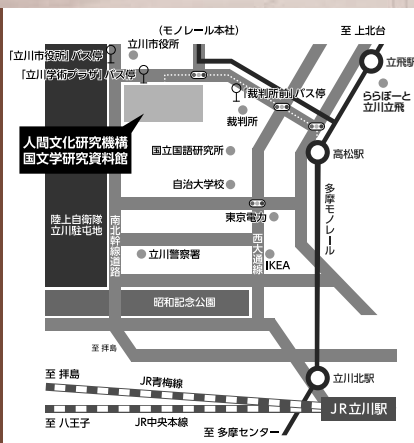 (モノレール本社)
至 上北台
立川市役所
「立川市役所」バス停
立飛駅
「立川学術プラザ」バス停
「裁判所前」バス停
ららぽーと
立川立飛
裁判所
人間文化研究機構
国文学研究資料館
国立国語研究所
高松駅
自治大学校
多摩モノレール
陸上自衛隊
立川駐屯地
南北幹線道路
東京電力
西大通線
立川警察署
IKEA
昭和記念公園
至 拝島
立川北駅
至 拝島
JR青梅線
JR立川駅
至 八王子
JR中央本線
至 多摩センター